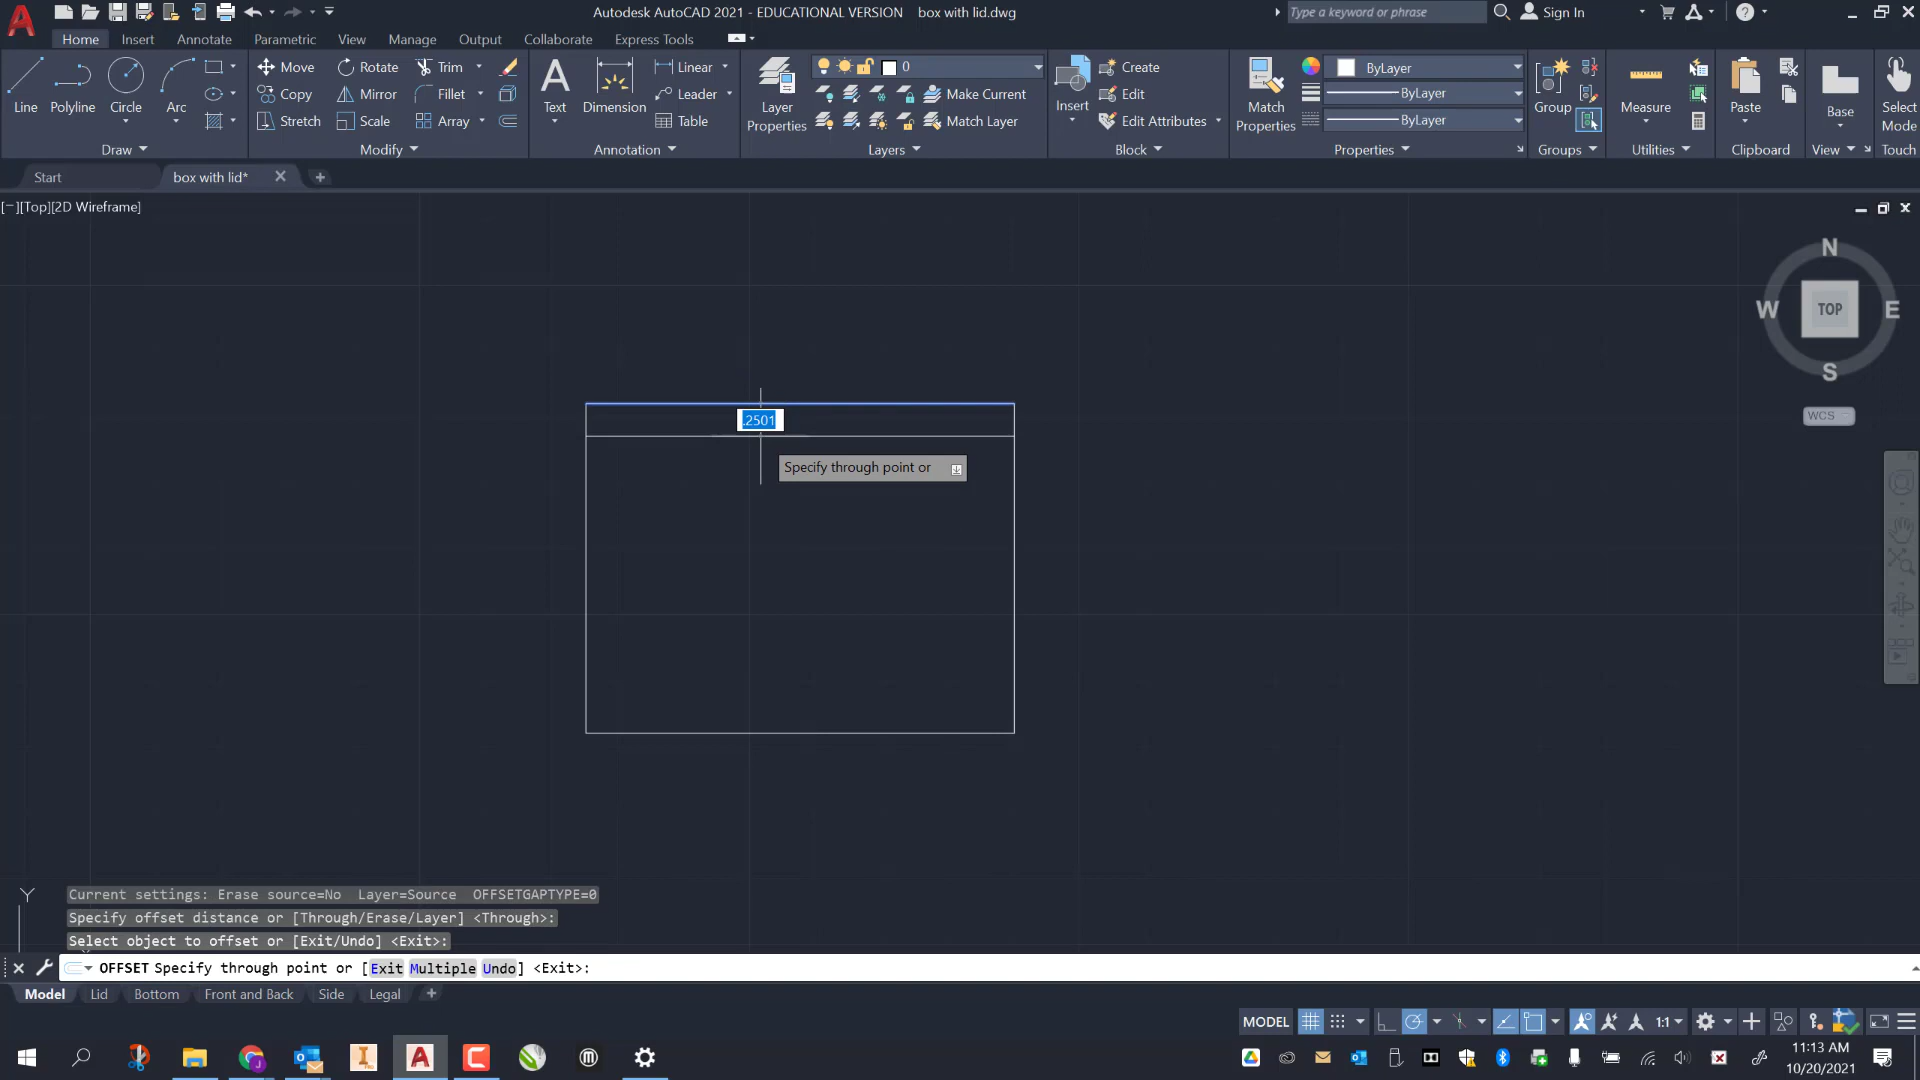 Autodesk AutoCAD 2021 - EDUCATIONAL VERSION box with lid.dwg
Type a keyword or phrase
Sign In
Home Insert Annotate Parametric View Manage Output Collaborate Express Tools
Line Polyline Circle Arc
Draw
Move Rotate Trim
Copy Mirror Fillet
Stretch Scale Array
Modify
Text Dimension
Linear
Leader
Table
Annotation
Layer Properties
0
Make Current
Match Layer
Layers
Insert
Create
Edit
Edit Attributes
Block
Match Properties
ByLayer
ByLayer
ByLayer
Properties
Group
Groups
Measure
Utilities
Paste
Clipboard
Base
View
Select Mode
Touch
Start box with lid*
[−][Top][2D Wireframe]
N
W TOP E
S
WCS
.2501
Specify through point or
Y
Current settings: Erase source=No Layer=Source OFFSETGAPTYPE=0
Specify offset distance or [Through/Erase/Layer] <Through>:
Select object to offset or [Exit/Undo] <Exit>:
OFFSET Specify through point or [Exit Multiple Undo] <Exit>:
Model Lid Bottom Front and Back Side Legal
MODEL 1:1
11:13 AM
10/20/2021